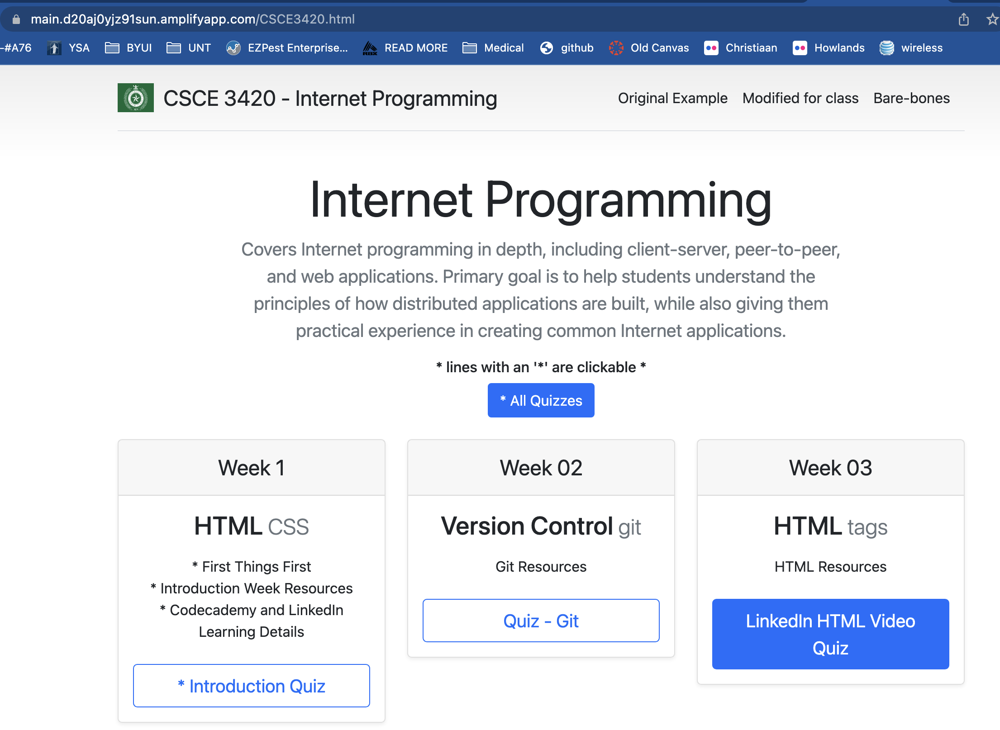 main.d20aj0yjz91sun.amplifyapp.com/CSCE3420.html
-#A76 YSA BYUI UNT EZPest Enterprise... RBX READ MORE Medical github Old Canvas Christiaan Howlands wireless
CSCE 3420 - Internet Programming Original Example Modified for class Bare-bones
Internet Programming
Covers Internet programming in depth, including client-server, peer-to-peer,
and web applications. Primary goal is to help students understand the
principles of how distributed applications are built, while also giving them
practical experience in creating common Internet applications.
* lines with an '*' are clickable *
* All Quizzes
Week 1
HTML CSS
* First Things First
* Introduction Week Resources
* Codecademy and LinkedIn
Learning Details
* Introduction Quiz
Week 02
Version Control git
Git Resources
Quiz - Git
Week 03
HTML tags
HTML Resources
LinkedIn HTML Video
Quiz